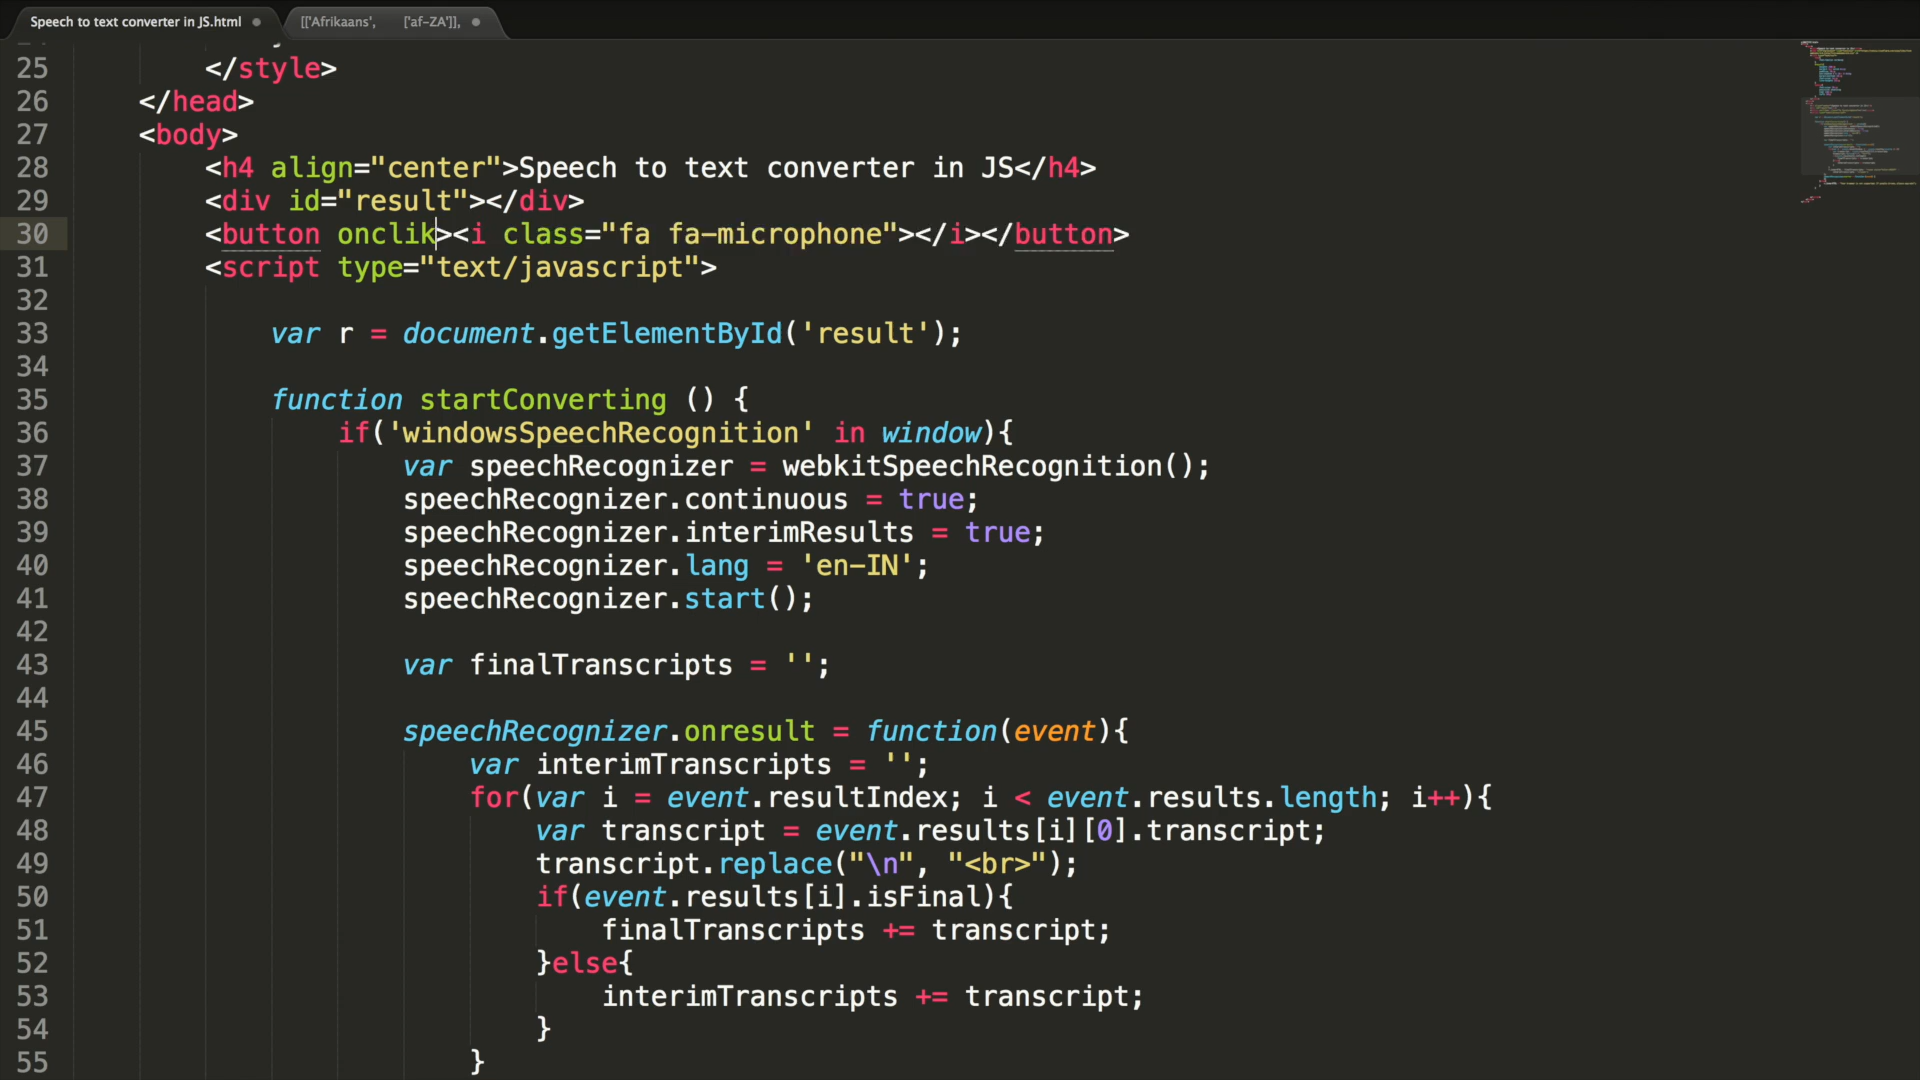 Speech to text converter in JS.html
[['Afrikaans', ['af-ZA']],
25 </style>
26 </head>
27 <body>
28 <h4 align="center">Speech to text converter in JS</h4>
29 <div id="result"></div>
30 <button onclik><i class="fa fa-microphone"></i></button>
31 <script type="text/javascript">
32
33 var r = document.getElementById('result');
34
35 function startConverting () {
36 if('windowsSpeechRecognition' in window){
37 var speechRecognizer = webkitSpeechRecognition();
38 speechRecognizer.continuous = true;
39 speechRecognizer.interimResults = true;
40 speechRecognizer.lang = 'en-IN';
41 speechRecognizer.start();
42
43 var finalTranscripts = '';
44
45 speechRecognizer.onresult = function(event){
46 var interimTranscripts = '';
47 for(var i = event.resultIndex; i < event.results.length; i++){
48 var transcript = event.results[i][0].transcript;
49 transcript.replace("\n", "<br>");
50 if(event.results[i].isFinal){
51 finalTranscripts += transcript;
52 }else{
53 interimTranscripts += transcript;
54 }
55 }